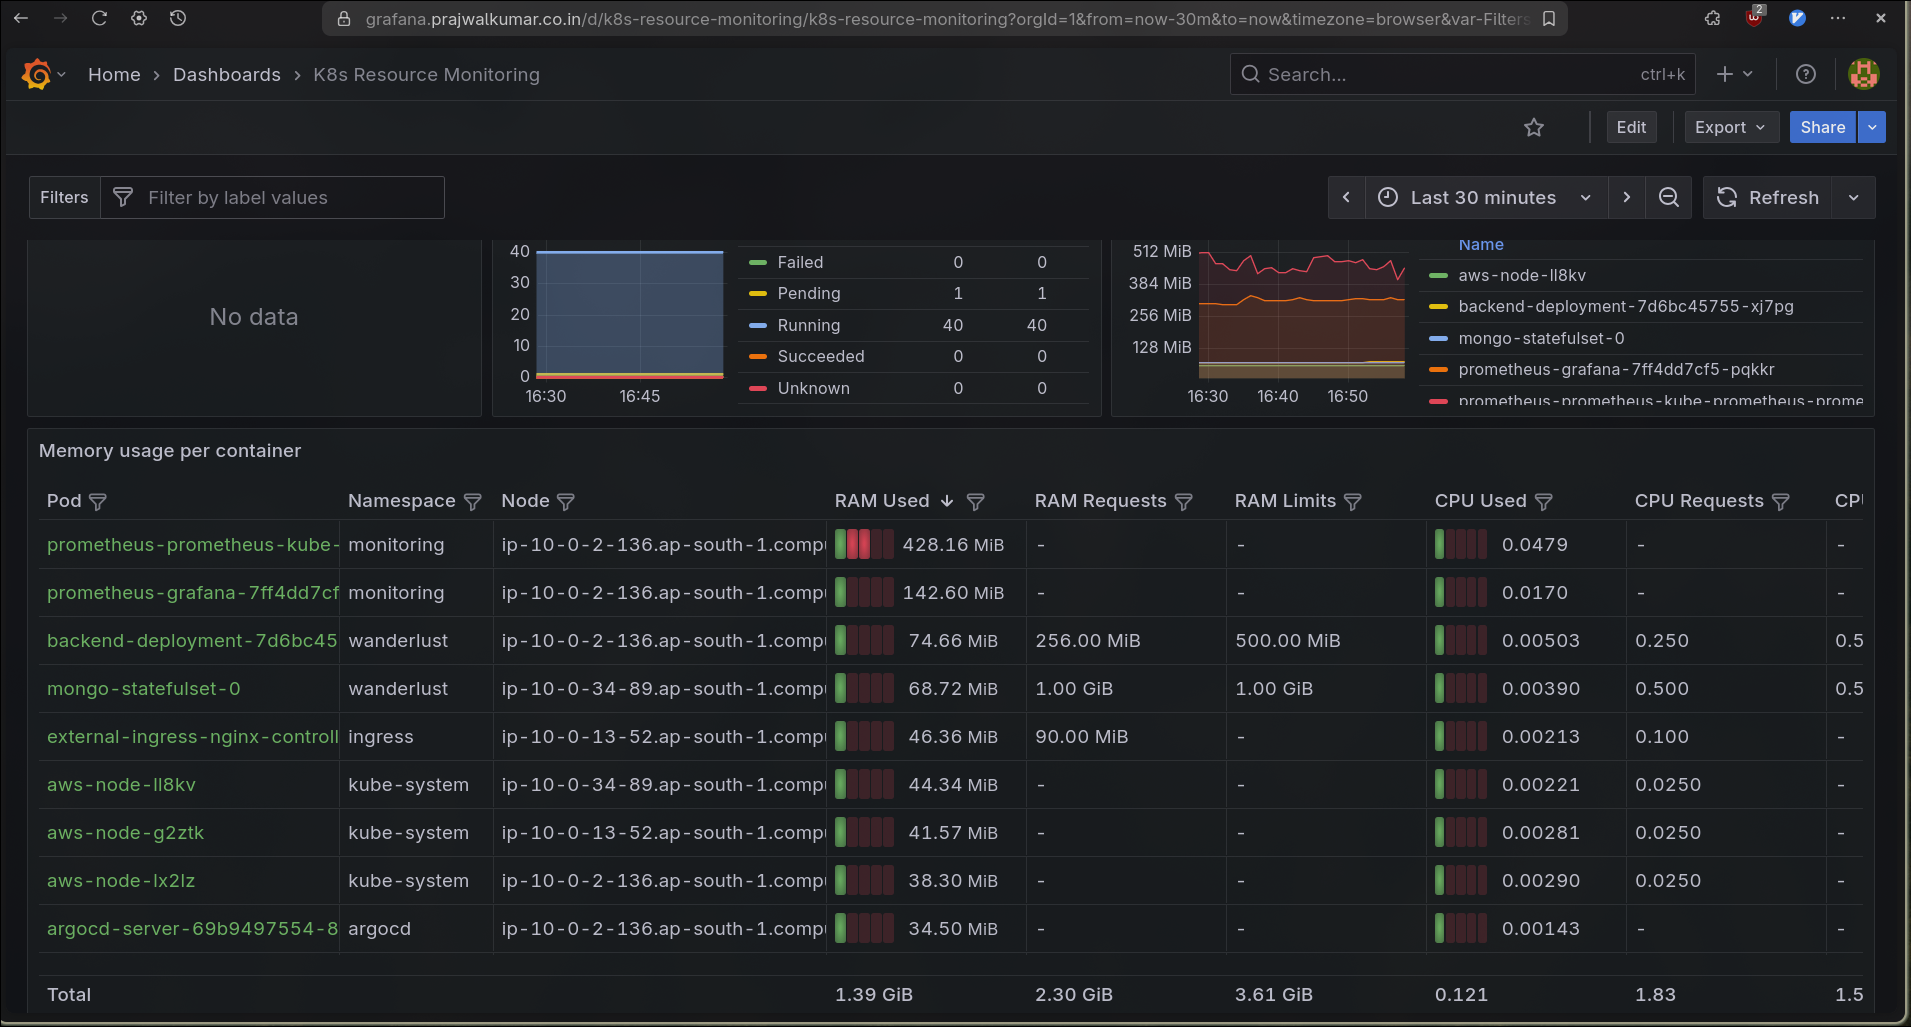 grafana.prajwalkumar.co.in/d/k8s-resource-monitoring/k8s-resource-monitoring?orgId=1&from=now-30m&to=now&timezone=browser&var-Filters
2
Home › Dashboards › K8s Resource Monitoring
Search... ctrl+k
Edit Export Share
Filters Filter by label values
Last 30 minutes Refresh
No data
40
30
20
10
0
16:30 16:45
Failed 0 0
Pending 1 1
Running 40 40
Succeeded 0 0
Unknown 0 0
512 MiB
384 MiB
256 MiB
128 MiB
16:30 16:40 16:50
Name
aws-node-ll8kv
backend-deployment-7d6bc45755-xj7pg
mongo-statefulset-0
prometheus-grafana-7ff4dd7cf5-pqkkr
prometheus-prometheus-kube-prometheus-prome
Memory usage per container
Pod Namespace Node RAM Used RAM Requests RAM Limits CPU Used CPU Requests CPU
prometheus-prometheus-kube- monitoring ip-10-0-2-136.ap-south-1.compu 428.16 MiB - - 0.0479 - -
prometheus-grafana-7ff4dd7cf monitoring ip-10-0-2-136.ap-south-1.compu 142.60 MiB - - 0.0170 - -
backend-deployment-7d6bc45 wanderlust ip-10-0-2-136.ap-south-1.compu 74.66 MiB 256.00 MiB 500.00 MiB 0.00503 0.250 0.5
mongo-statefulset-0 wanderlust ip-10-0-34-89.ap-south-1.compu 68.72 MiB 1.00 GiB 1.00 GiB 0.00390 0.500 0.5
external-ingress-nginx-controll ingress ip-10-0-13-52.ap-south-1.compu 46.36 MiB 90.00 MiB - 0.00213 0.100 -
aws-node-ll8kv kube-system ip-10-0-34-89.ap-south-1.compu 44.34 MiB - - 0.00221 0.0250 -
aws-node-g2ztk kube-system ip-10-0-13-52.ap-south-1.compu 41.57 MiB - - 0.00281 0.0250 -
aws-node-lx2lz kube-system ip-10-0-2-136.ap-south-1.compu 38.30 MiB - - 0.00290 0.0250 -
argocd-server-69b9497554-8 argocd ip-10-0-2-136.ap-south-1.compu 34.50 MiB - - 0.00143 - -
Total 1.39 GiB 2.30 GiB 3.61 GiB 0.121 1.83 1.5